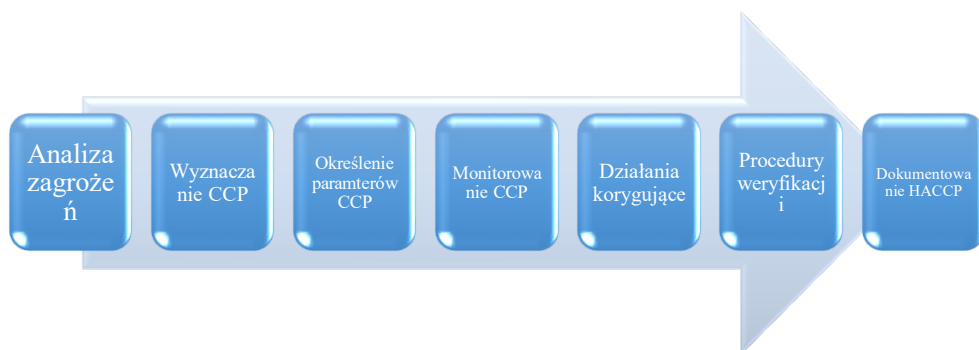 Analiza
zagroże
ń
Wyznacza
nie CCP
Określenie
paramterów
CCP
Monitorowa
nie CCP
Działania
korygujące
Procedury
weryfikacj
i
Dokumentowa
nie HACCP